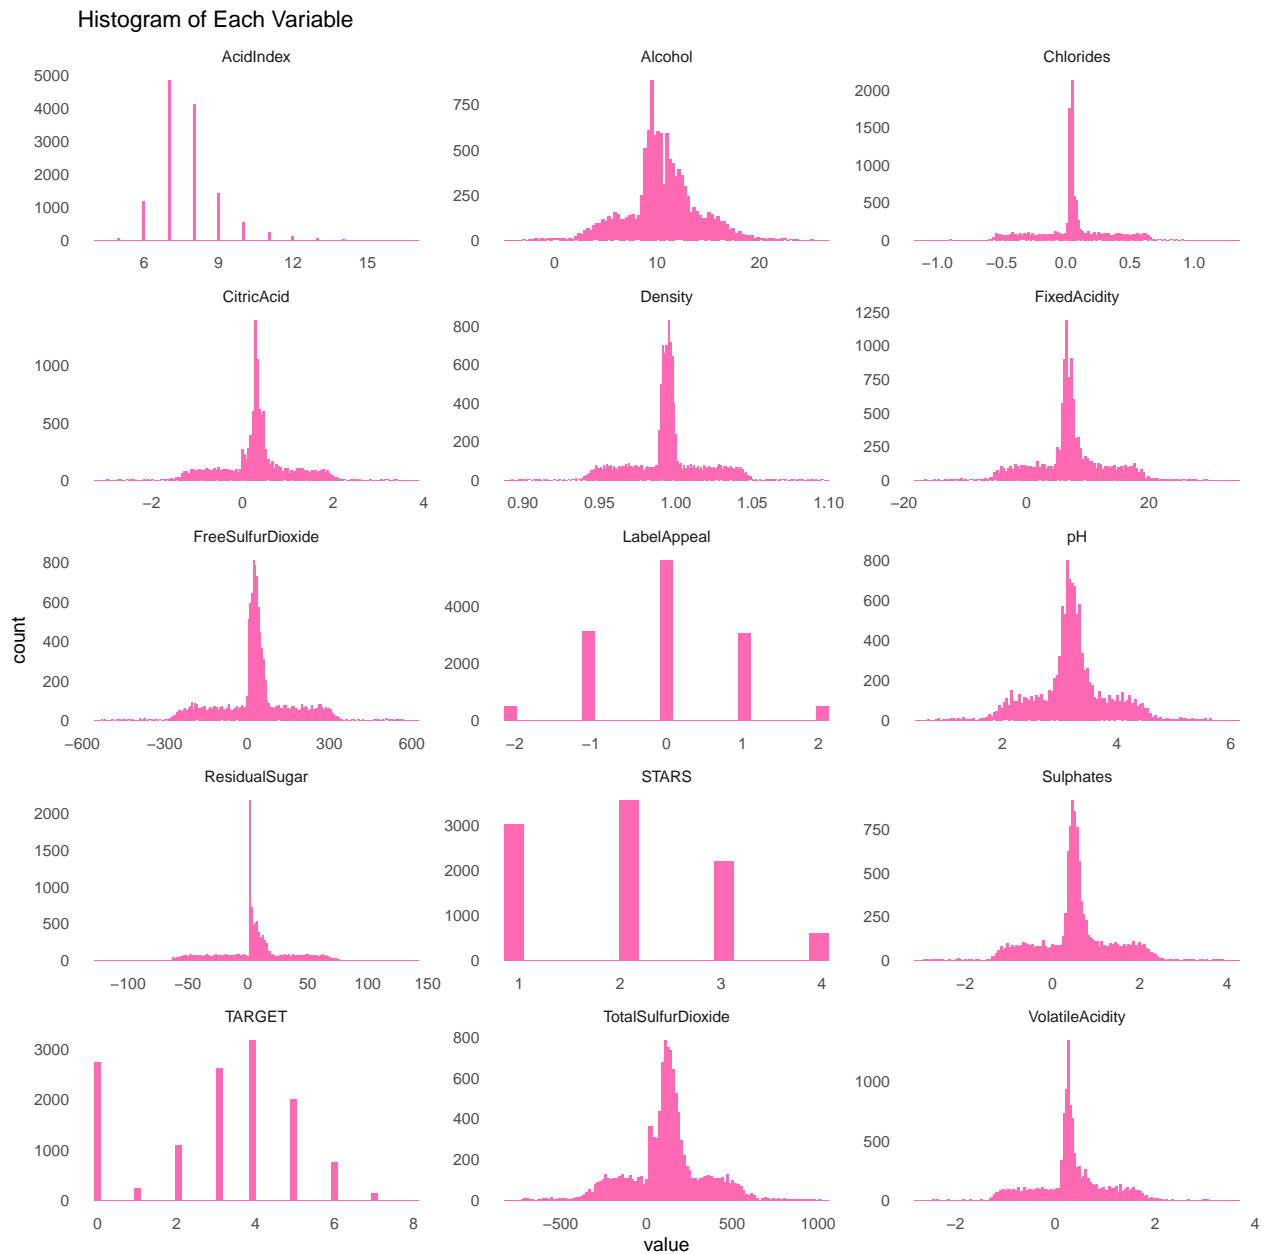 Histogram of Each Variable
AcidIndex Alcohol Chlorides
5000
4000
3000
2000
1000
0
6 9 12 15
750
500
250
0
0 10 20
2000
1500
1000
500
0
−1.0 −0.5 0.0 0.5 1.0
CitricAcid Density FixedAcidity
1000
500
0
−2 0 2 4
800
600
400
200
0
0.90 0.95 1.00 1.05 1.10
1250
1000
750
500
250
0
−20 0 20
FreeSulfurDioxide LabelAppeal pH
800
600
400
200
0
−600 −300 0 300 600
4000
2000
0
−2 −1 0 1 2
800
600
400
200
0
2 4 6
count
ResidualSugar STARS Sulphates
2000
1500
1000
500
0
−100 −50 0 50 100 150
3000
2000
1000
0
1 2 3 4
750
500
250
0
−2 0 2 4
TARGET TotalSulfurDioxide VolatileAcidity
3000
2000
1000
0
0 2 4 6 8
800
600
400
200
0
−500 0 500 1000
1000
500
0
−2 0 2 4
value